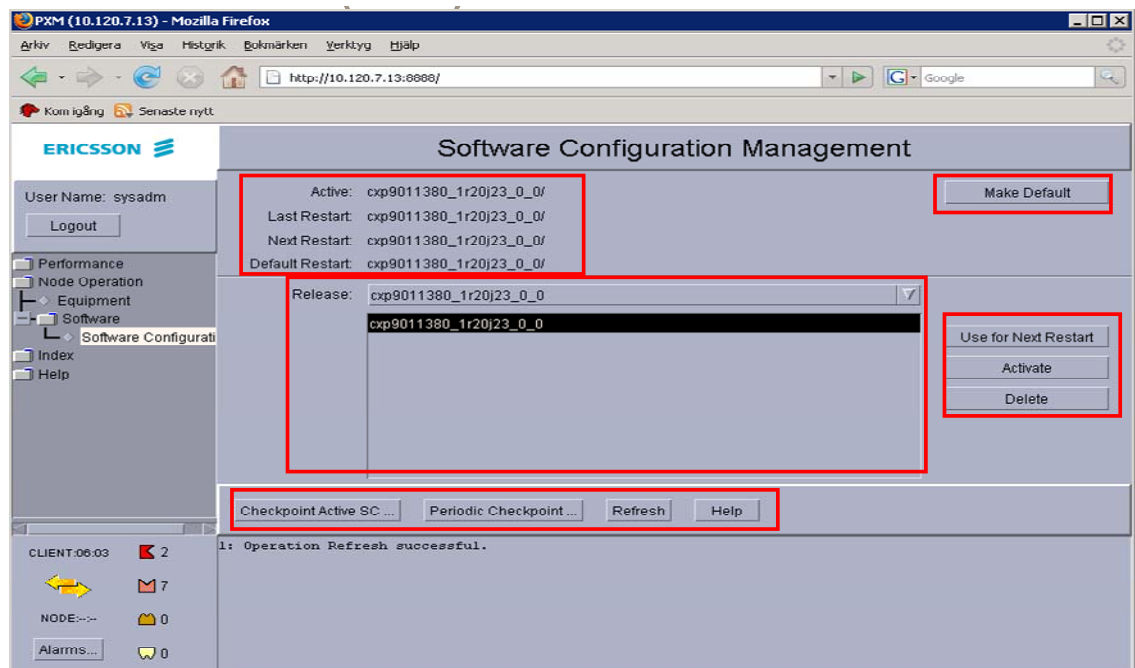 PXM (10.120.7.13) - Mozilla Firefox
Arkiv Redigera Visa Historik Bokmärken Verktyg Hjälp
http://10.120.7.13:8888/
Google
Kom igång Senaste nytt
ERICSSON
Software Configuration Management
User Name: sysadm
Logout
Active: cxp9011380_1r20j23_0_0/
Last Restart: cxp9011380_1r20j23_0_0/
Next Restart: cxp9011380_1r20j23_0_0/
Default Restart: cxp9011380_1r20j23_0_0/
Make Default
Performance
Node Operation
Equipment
Software
Software Configurati
Index
Help
Release: cxp9011380_1r20j23_0_0
cxp9011380_1r20j23_0_0
Use for Next Restart
Activate
Delete
Checkpoint Active SC ... Periodic Checkpoint ... Refresh Help
1: Operation Refresh successful.
CLIENT:06:03 2
7
NODE:--:-- 0
Alarms... 0